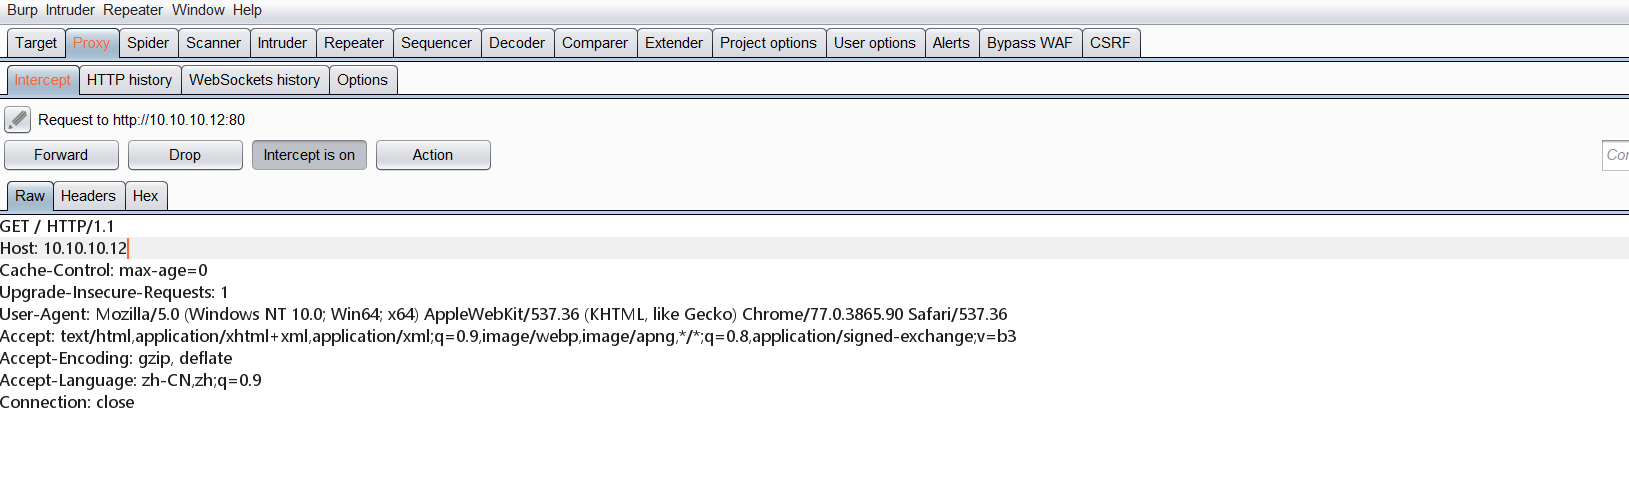 Burp Intruder Repeater Window Help
Target Proxy Spider Scanner Intruder Repeater Sequencer Decoder Comparer Extender Project options User options Alerts Bypass WAF CSRF
Intercept HTTP history WebSockets history Options
Request to http://10.10.10.12:80
Forward Drop Intercept is on Action
Raw Headers Hex
GET / HTTP/1.1
Host: 10.10.10.12
Cache-Control: max-age=0
Upgrade-Insecure-Requests: 1
User-Agent: Mozilla/5.0 (Windows NT 10.0; Win64; x64) AppleWebKit/537.36 (KHTML, like Gecko) Chrome/77.0.3865.90 Safari/537.36
Accept: text/html,application/xhtml+xml,application/xml;q=0.9,image/webp,image/apng,*/*;q=0.8,application/signed-exchange;v=b3
Accept-Encoding: gzip, deflate
Accept-Language: zh-CN,zh;q=0.9
Connection: close